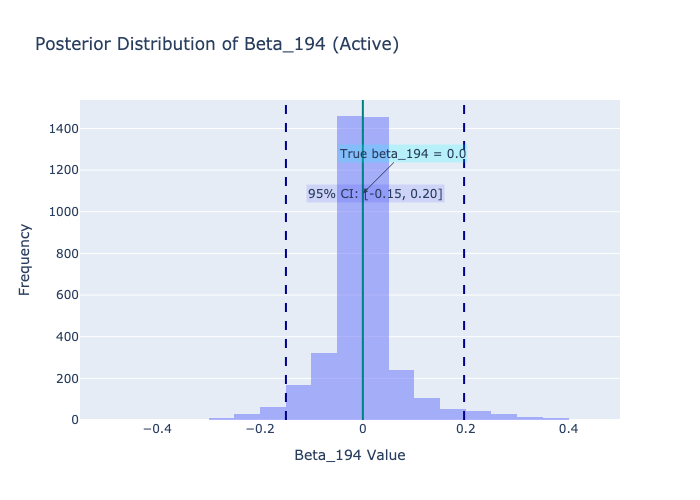 Posterior Distribution of Beta_194 (Active)
1400
True beta_194 = 0.0
1200
95% CI: [-0.15, 0.20]
1000
800
Frequency
600
400
200
0
−0.4
−0.2
0
0.2
0.4
Beta_194 Value